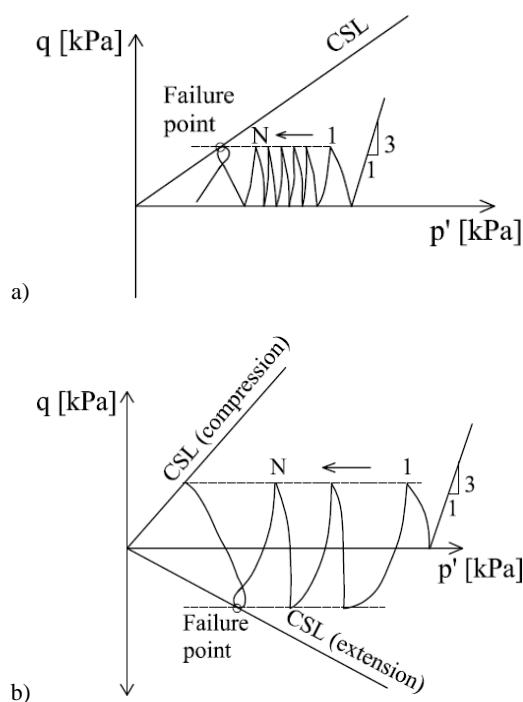 q [kPa]
CSL
Failure
point
N
1
3
1
p' [kPa]
a)
q [kPa]
CSL (compression)
N
1
3
1
p' [kPa]
Failure
point
CSL (extension)
b)